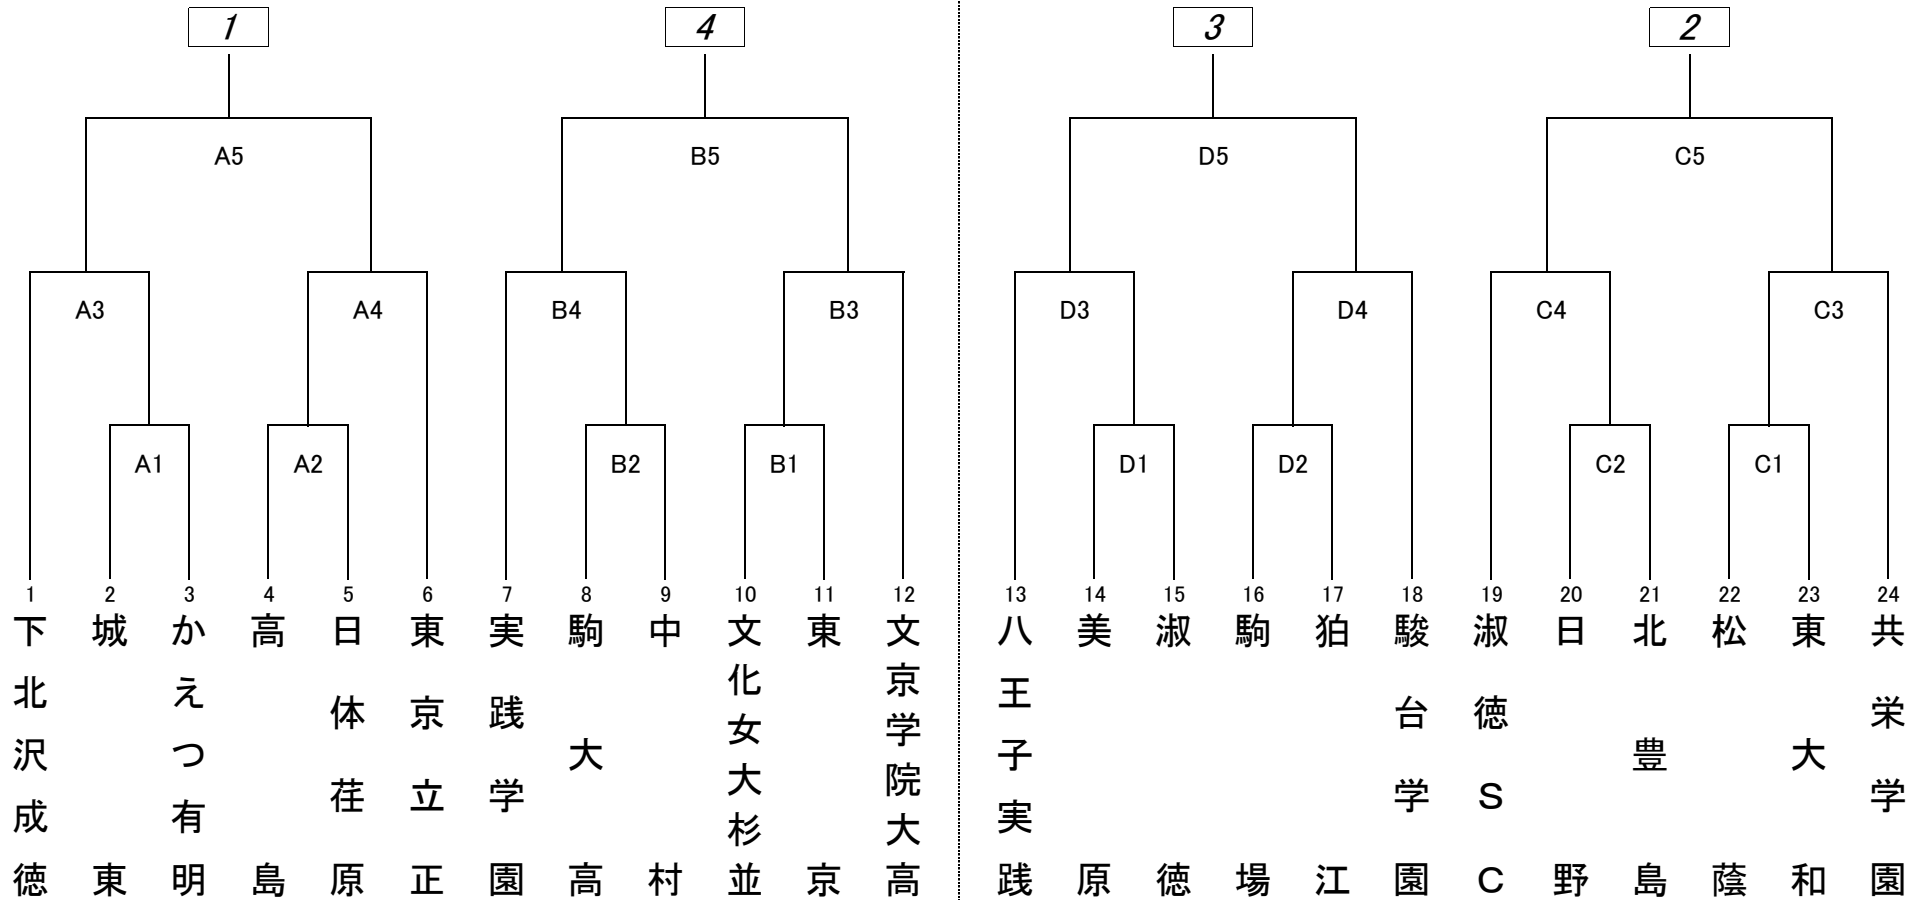 1 4 3 2
A5 B5 D5 C5
A3 A4 B4 B3 D3 D4 C4 C3
A1 A2 B2 B1 D1 D2 C2 C1
1 2 3 4 5 6 7 8 9 10 11 12 13 14 15 16 17 18 19 20 21 22 23 24
下北沢成徳
城東
かえつ有明
高島
日体荏原
東京立正
実践学園
駒大高
中村
文化女大杉並
東京
文京学院大高
八王子実践
美原
淑徳
駒場
狛江
駿台学園
淑徳SC
日野
北豊島
松蔭
東大和
共栄学園